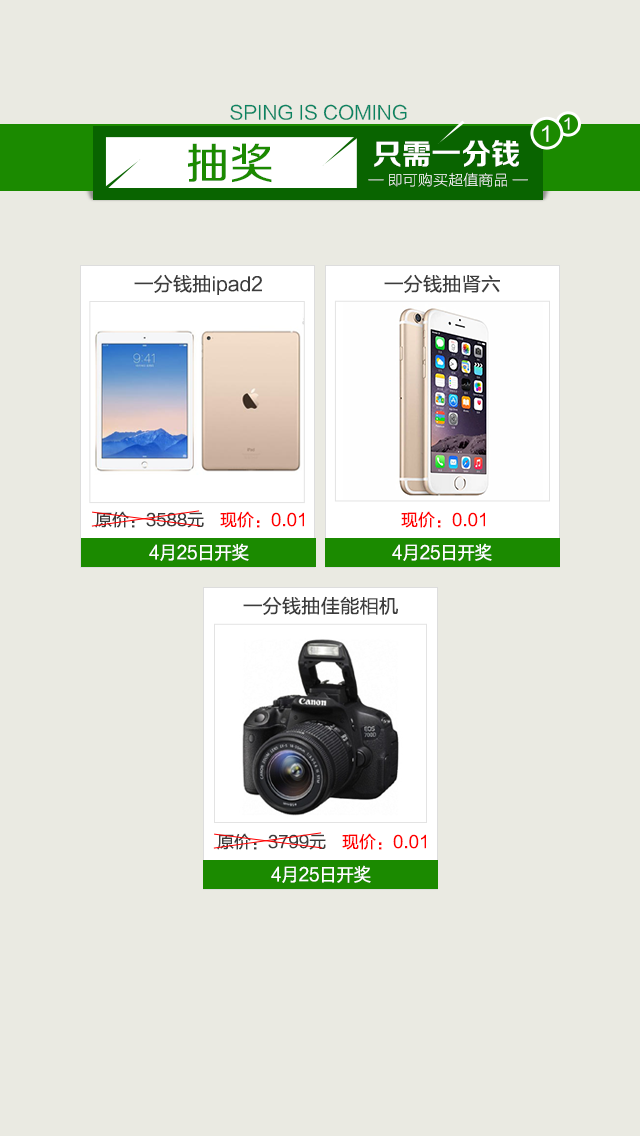 SPING IS COMING
抽奖
只需一分钱
即可购买超值商品
1
1
一分钱抽ipad2
9:41
原价：3588元 现价：0.01
4月25日开奖
一分钱抽肾六
现价：0.01
4月25日开奖
一分钱抽佳能相机
Canon
EOS
700D
原价：3799元 现价：0.01
4月25日开奖